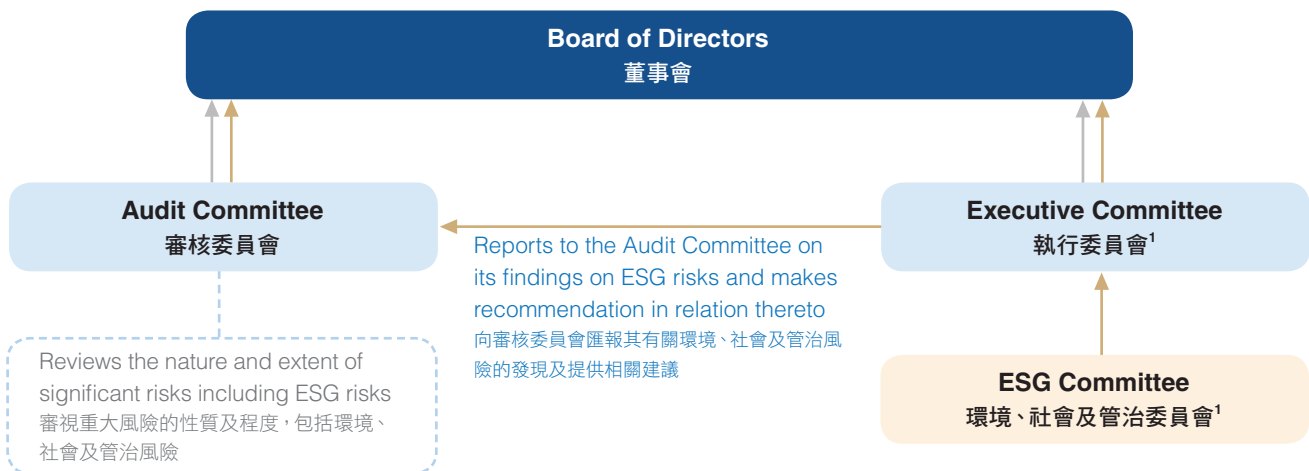 Board of Directors
董事會
Audit Committee
審核委員會
Executive Committee
執行委員會¹
Reports to the Audit Committee on
its findings on ESG risks and makes
recommendation in relation thereto
向審核委員會匯報其有關環境、社會及管治風
險的發現及提供相關建議
Reviews the nature and extent of
significant risks including ESG risks
審視重大風險的性質及程度，包括環境、
社會及管治風險
ESG Committee
環境、社會及管治委員會¹